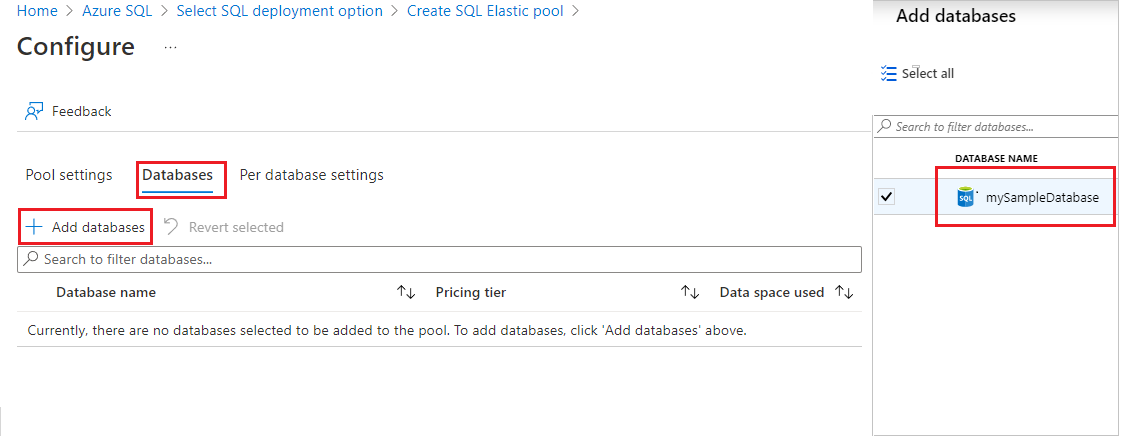 Home > Azure SQL > Select SQL deployment option > Create SQL Elastic pool >
Configure ...
Feedback
Pool settings Databases Per database settings
+ Add databases Revert selected
Search to filter databases...
Database name ↑↓ Pricing tier ↑↓ Data space used ↑↓
Currently, there are no databases selected to be added to the pool. To add databases, click 'Add databases' above.
Add databases
Select all
Search to filter databases...
DATABASE NAME
SQL mySampleDatabase